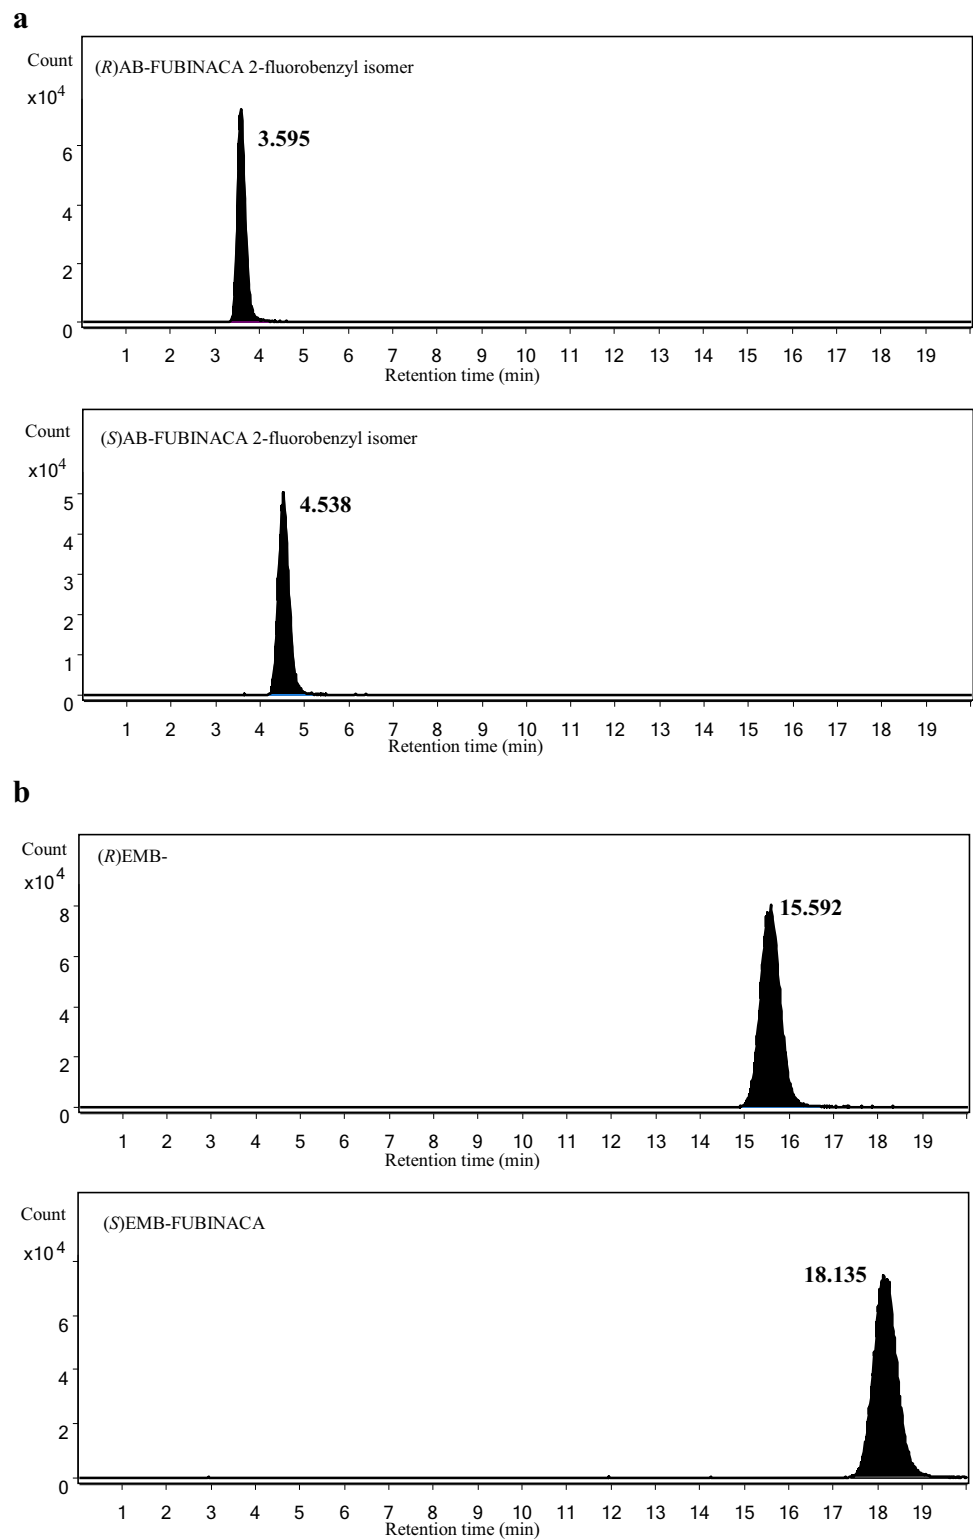 a
Count
x10^4
(R)AB-FUBINACA 2-fluorobenzyl isomer
3.595
6
4
2
0
1 2 3 4 5 6 7 8 9 10 11 12 13 14 15 16 17 18 19
Retention time (min)
Count
x10^4
(S)AB-FUBINACA 2-fluorobenzyl isomer
4.538
5
4
3
2
1
0
1 2 3 4 5 6 7 8 9 10 11 12 13 14 15 16 17 18 19
Retention time (min)
b
Count
x10^4
(R)EMB-
15.592
8
6
4
2
0
1 2 3 4 5 6 7 8 9 10 11 12 13 14 15 16 17 18 19
Retention time (min)
Count
x10^4
(S)EMB-FUBINACA
18.135
6
4
2
0
1 2 3 4 5 6 7 8 9 10 11 12 13 14 15 16 17 18 19
Retention time (min)